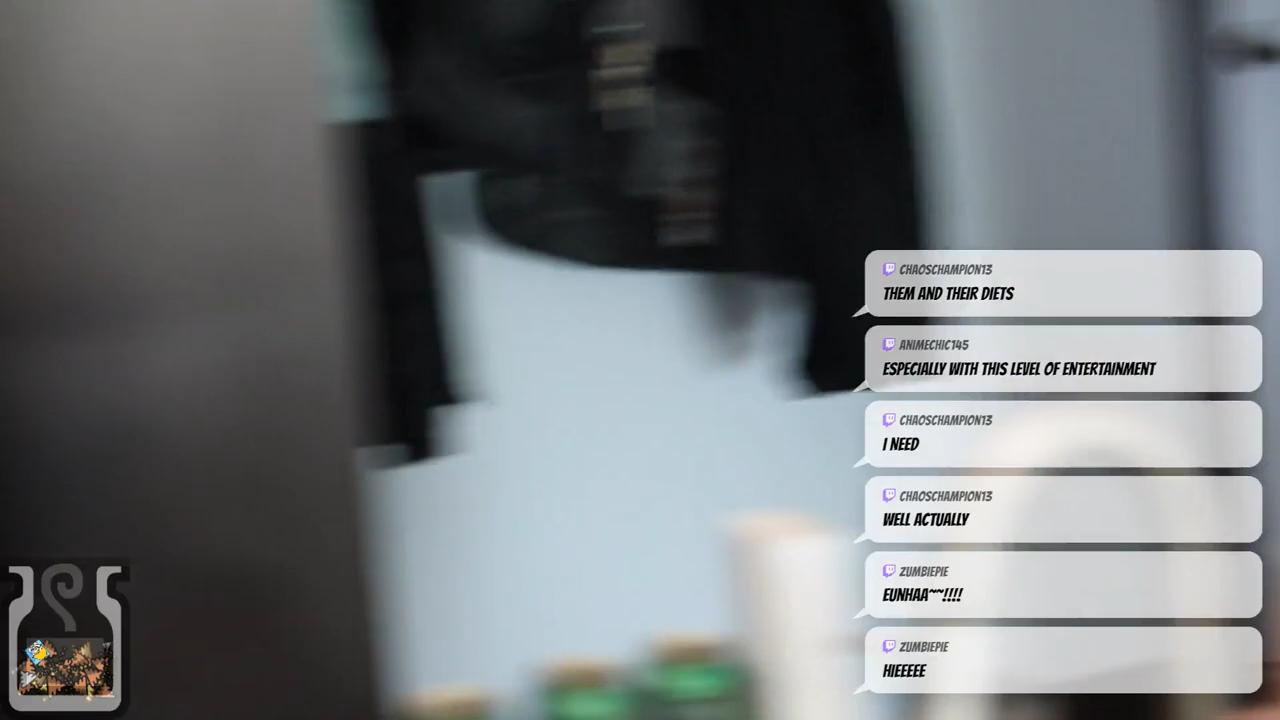 CHAOSCHAMPION13
THEM AND THEIR DIETS
ANIMECHIC145
ESPECIALLY WITH THIS LEVEL OF ENTERTAINMENT
CHAOSCHAMPION13
I NEED
CHAOSCHAMPION13
WELL ACTUALLY
ZUMBIEPIE
EUNHAA~~!!!!
ZUMBIEPIE
HIEEEEE